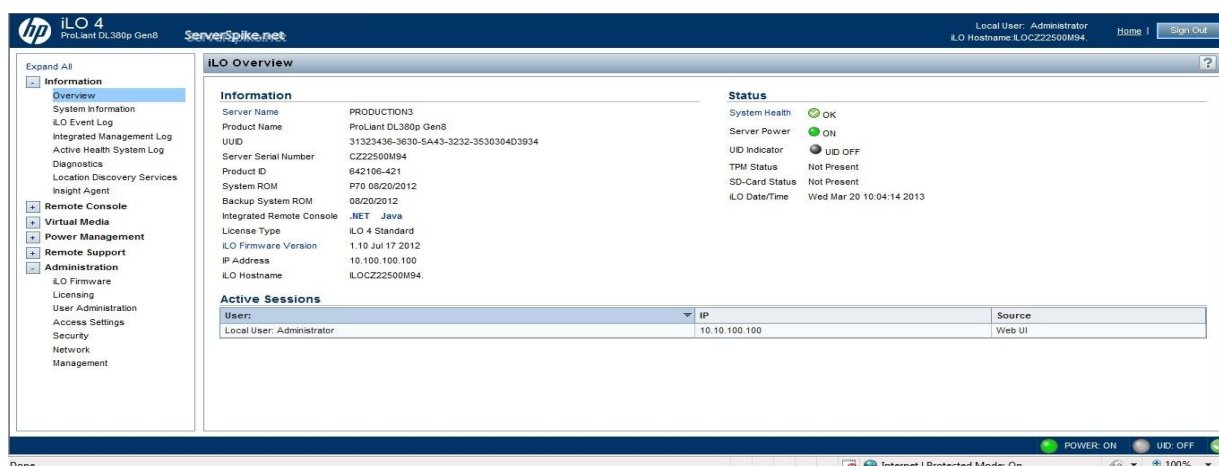 hp
iLO 4
ProLiant DL380p Gen8
ServerSpike.net
Local User: Administrator
iLO Hostname:ILOCZ22500M94.
Home |
Sign Out
Expand All
- Information
Overview
System Information
iLO Event Log
Integrated Management Log
Active Health System Log
Diagnostics
Location Discovery Services
Insight Agent
+ Remote Console
+ Virtual Media
+ Power Management
+ Remote Support
- Administration
iLO Firmware
Licensing
User Administration
Access Settings
Security
Network
Management
iLO Overview
?
Information
Server Name PRODUCTION3
Product Name ProLiant DL380p Gen8
UUID 31323436-3630-5A43-3232-3530304D3934
Server Serial Number CZ22500M94
Product ID 642106-421
System ROM P70 08/20/2012
Backup System ROM 08/20/2012
Integrated Remote Console .NET Java
License Type iLO 4 Standard
iLO Firmware Version 1.10 Jul 17 2012
IP Address 10.100.100.100
iLO Hostname ILOCZ22500M94.
Status
System Health OK
Server Power ON
UID Indicator UID OFF
TPM Status Not Present
SD-Card Status Not Present
iLO Date/Time Wed Mar 20 10:04:14 2013
Active Sessions
User: IP Source
Local User: Administrator 10.10.100.100 Web UI
POWER: ON UID: OFF
Done Internet | Protected Mode: On 100%